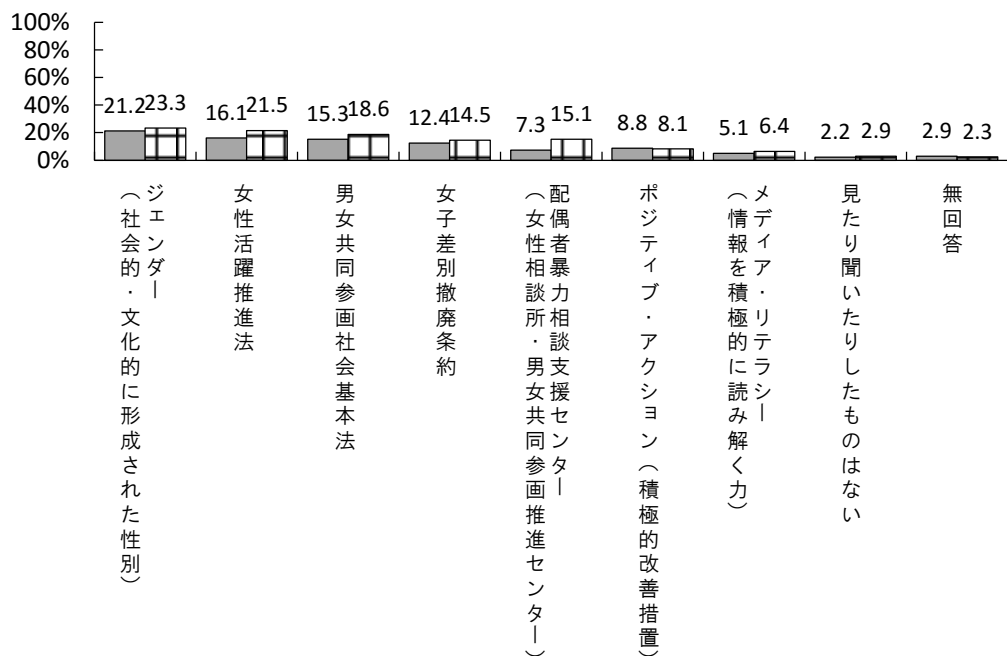 100%
80%
60%
40%
20%
0%
21.2 23.3
16.1 21.5
15.3 18.6
12.4 14.5
7.3 15.1
8.8 8.1
5.1 6.4
2.2 2.9
2.9 2.3
ジェンダー
（社会的・文化的に形成された性別）
女性活躍推進法
男女共同参画社会基本法
女子差別撤廃条約
配偶者暴力相談支援センター
（女性相談所・男女共同参画推進センター）
ポジティブ・アクション（積極的改善措置）
メディア・リテラシー
（情報を積極的に読み解く力）
見たり聞いたりしたものはない
無回答